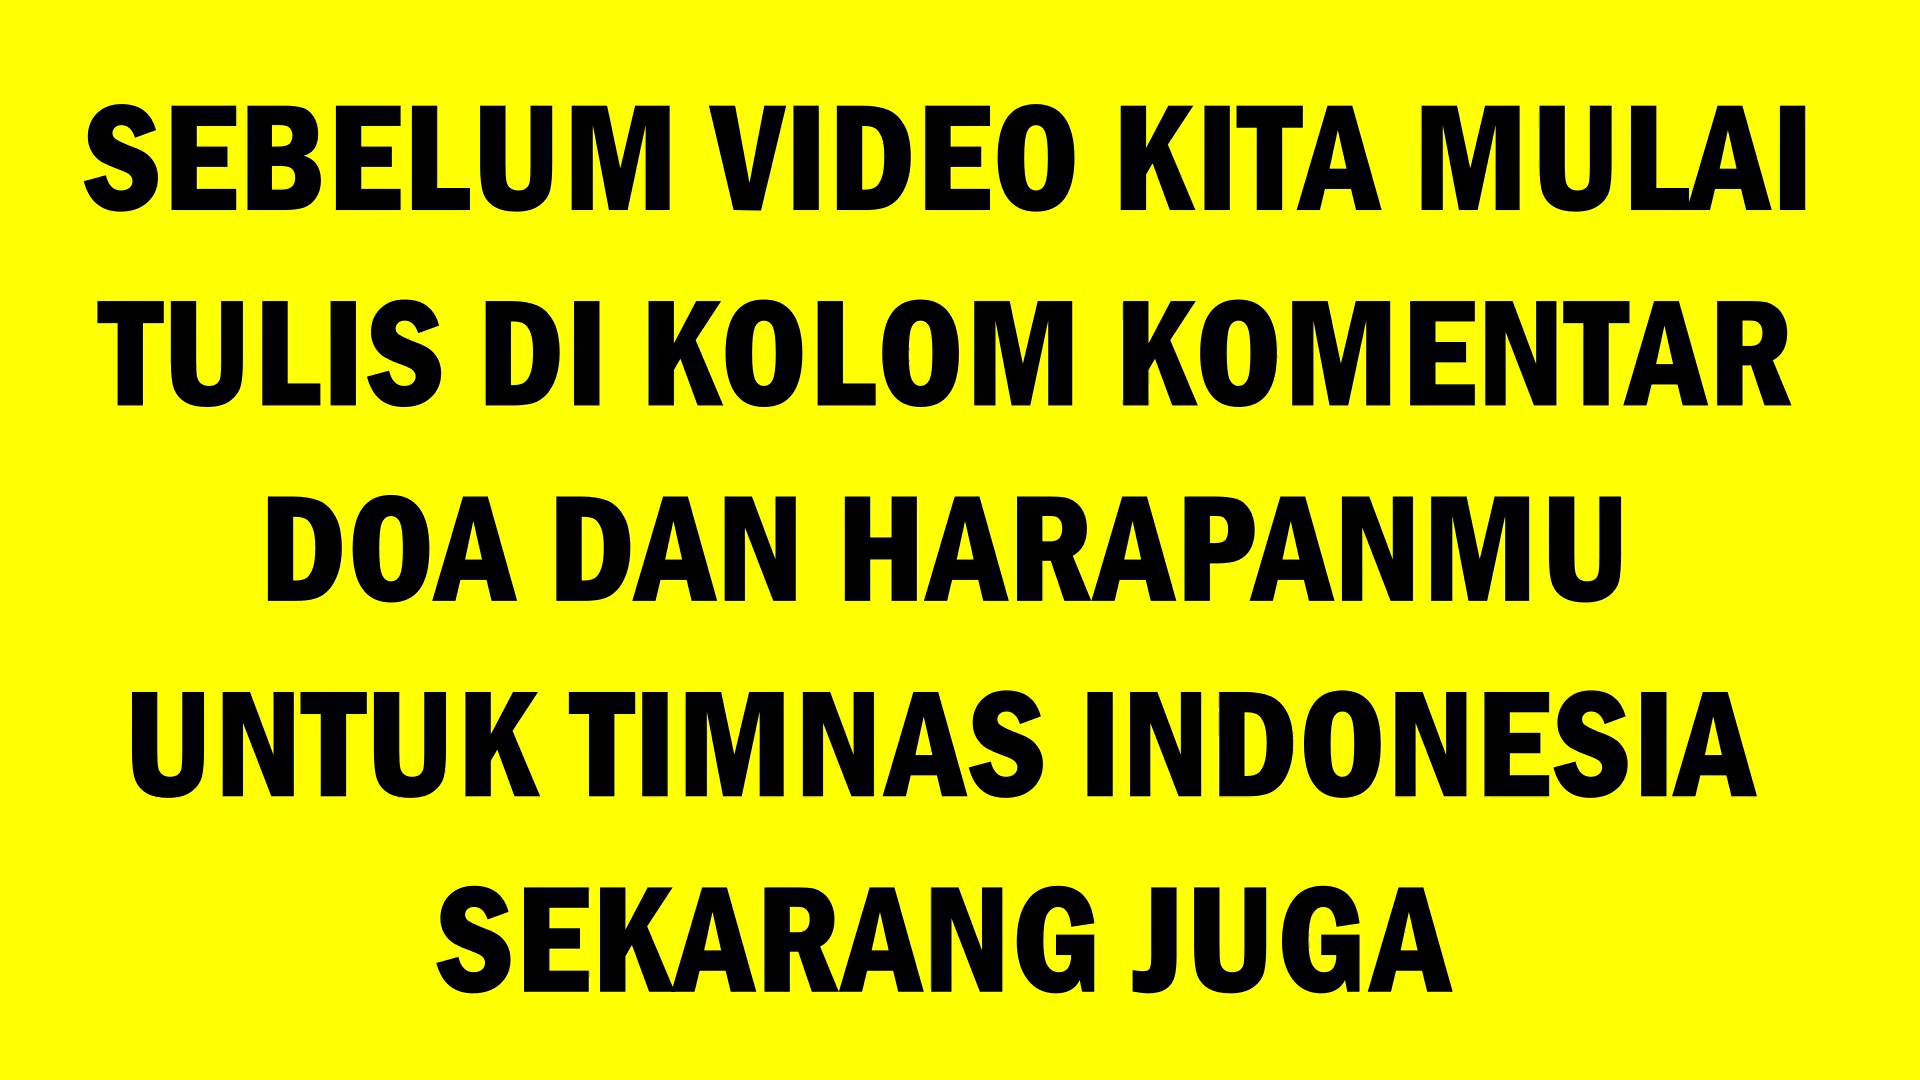 SEBELUM VIDEO KITA MULAI
TULIS DI KOLOM KOMENTAR
DOA DAN HARAPANMU
UNTUK TIMNAS INDONESIA
SEKARANG JUGA